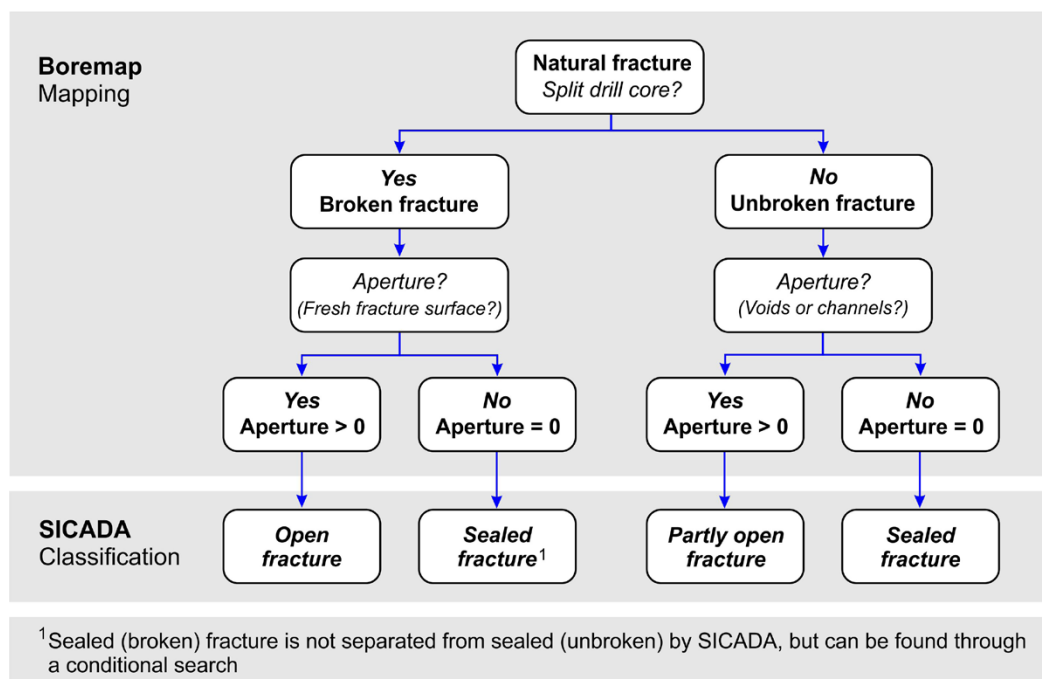 Boremap
Mapping
Natural fracture
Split drill core?
Yes
Broken fracture
No
Unbroken fracture
Aperture?
(Fresh fracture surface?)
Aperture?
(Voids or channels?)
Yes
Aperture > 0
No
Aperture = 0
Yes
Aperture > 0
No
Aperture = 0
SICADA
Classification
Open
fracture
Sealed
fracture1
Partly open
fracture
Sealed
fracture
1Sealed (broken) fracture is not separated from sealed (unbroken) by SICADA, but can be found through
a conditional search